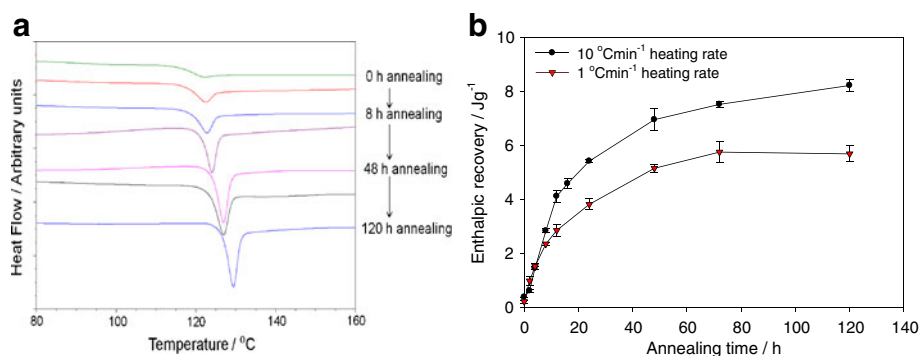 a
Heat Flow / Arbitrary units
0 h annealing
8 h annealing
48 h annealing
120 h annealing
80
100
120
140
160
Temperature / °C
b
Enthalpic recovery / Jg⁻¹
10
8
6
4
2
0
10 °Cmin⁻¹ heating rate
1 °Cmin⁻¹ heating rate
0
20
40
60
80
100
120
140
Annealing time / h